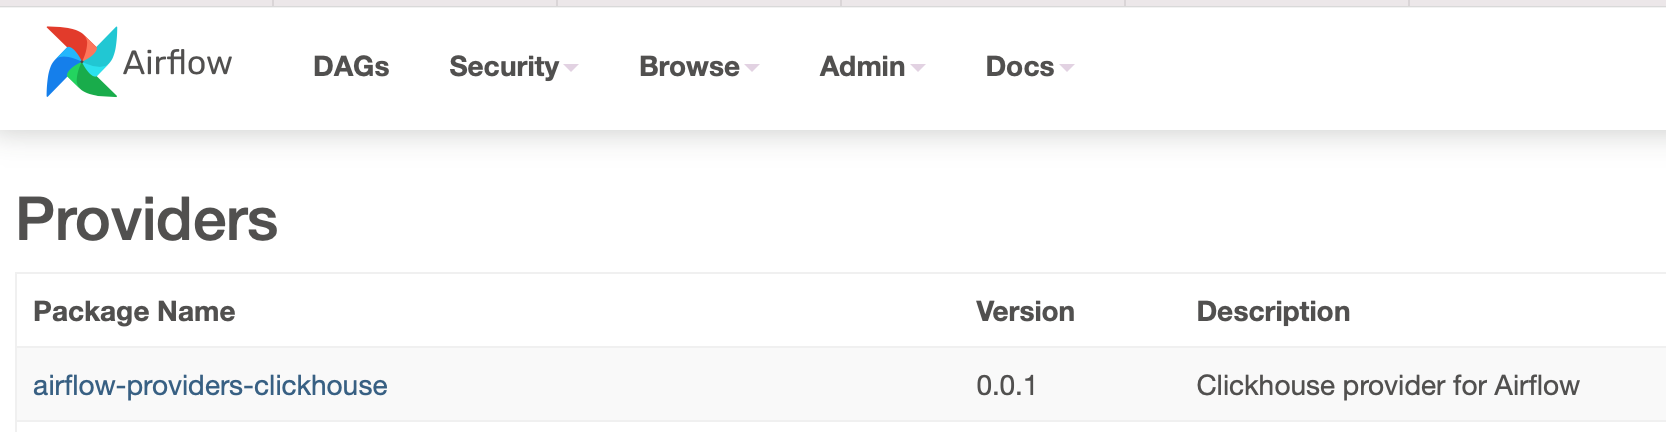 Airflow DAGs Security Browse Admin Docs
Providers
Package Name Version Description
airflow-providers-clickhouse 0.0.1 Clickhouse provider for Airflow